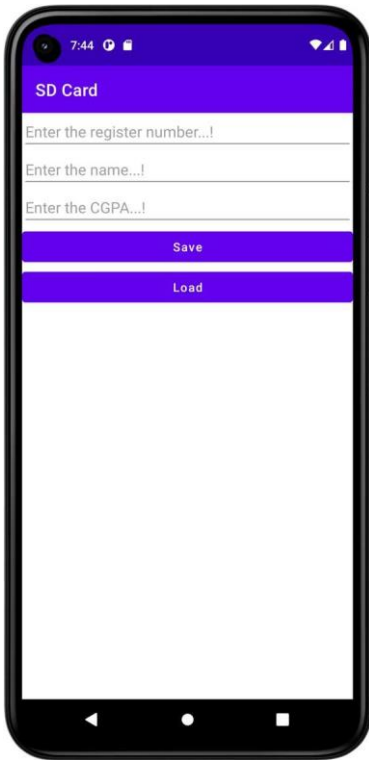 7:44
SD Card
Enter the register number...!
Enter the name...!
Enter the CGPA...!
Save
Load